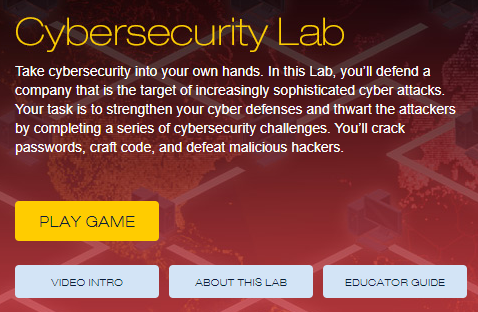 Cybersecurity Lab
Take cybersecurity into your own hands. In this Lab, you'll defend a
company that is the target of increasingly sophisticated cyber attacks.
Your task is to strengthen your cyber defenses and thwart the attackers
by completing a series of cybersecurity challenges. You'll crack
passwords, craft code, and defeat malicious hackers.
PLAY GAME
VIDEO INTRO
ABOUT THIS LAB
EDUCATOR GUIDE